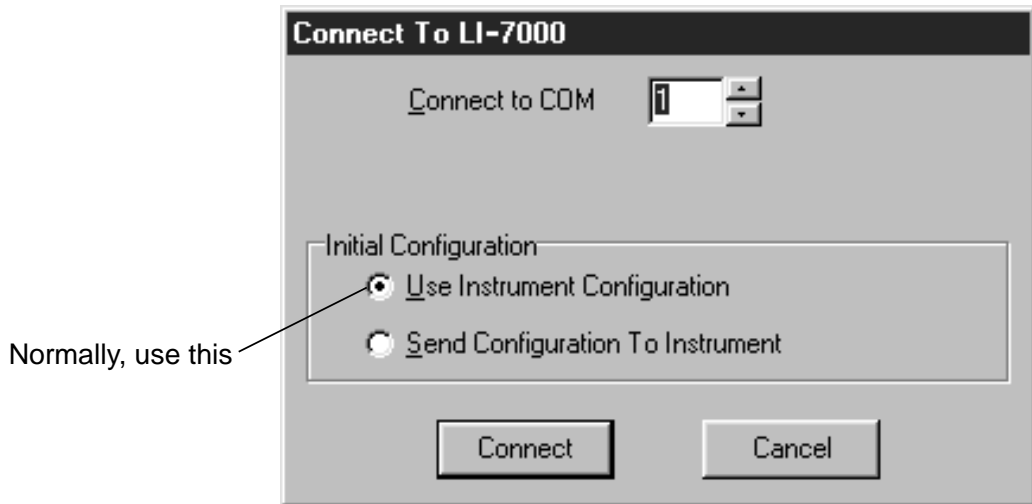 Connect To LI-7000
Connect to COM 1
Initial Configuration
Use Instrument Configuration
Send Configuration To Instrument
Normally, use this
Connect Cancel